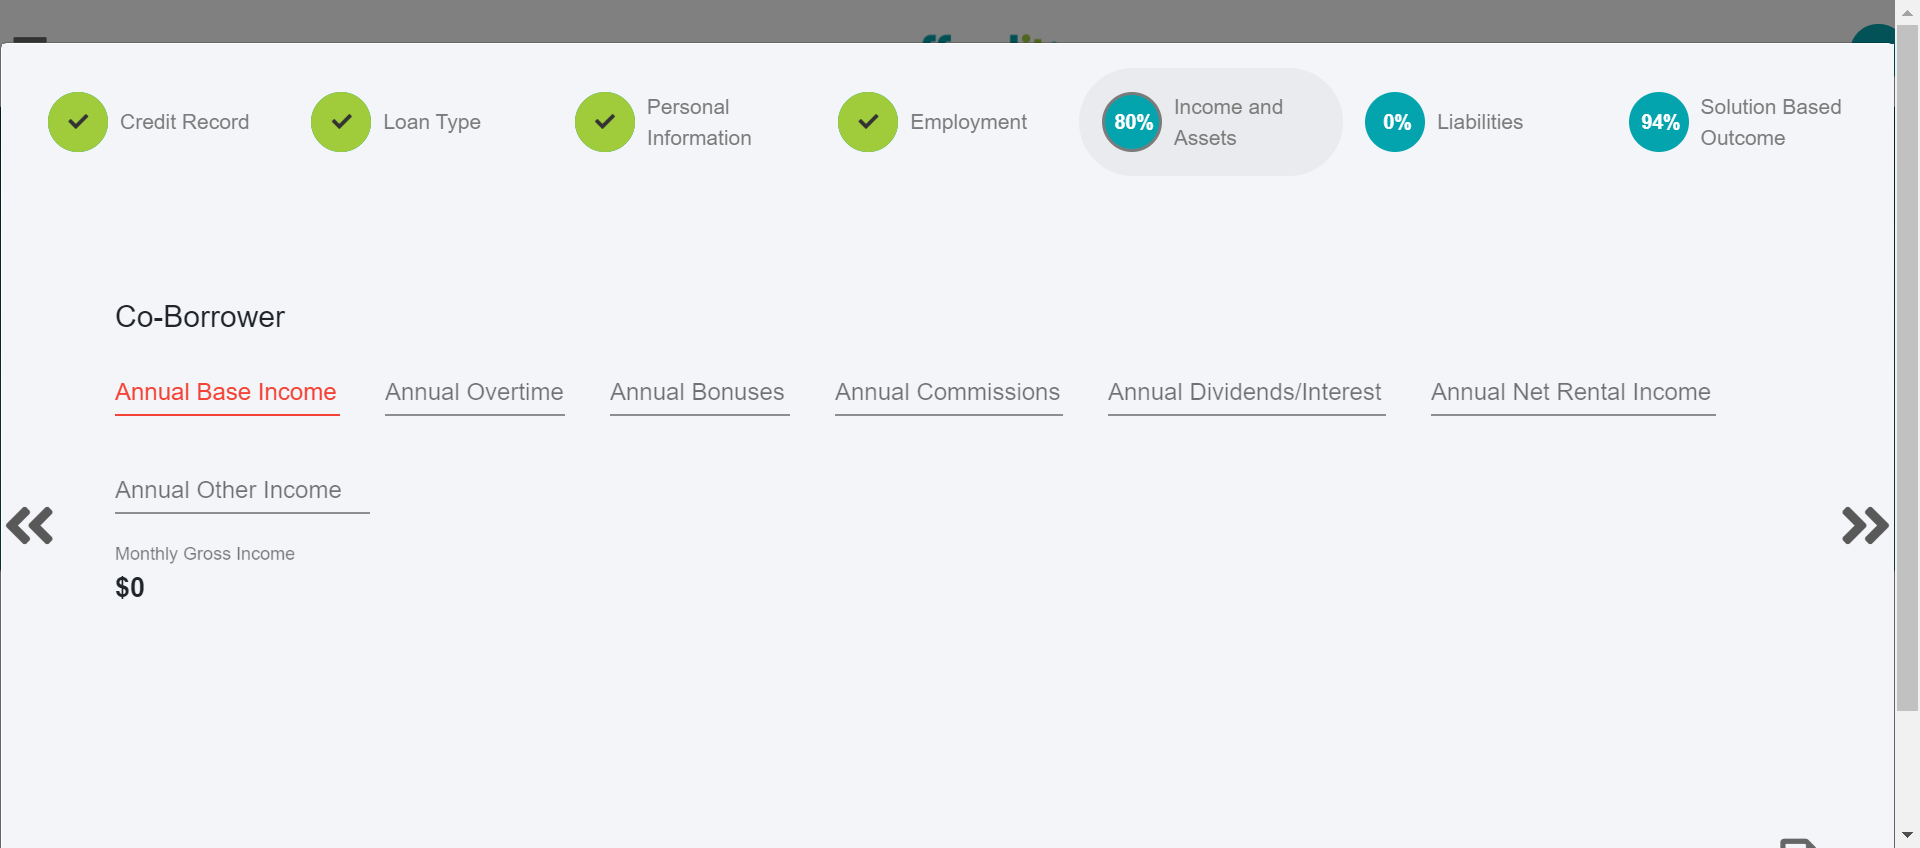 Credit Record
Loan Type
Personal
Information
Employment
80%
Income and
Assets
0%
Liabilities
94%
Solution Based
Outcome
Co-Borrower
Annual Base Income
Annual Overtime
Annual Bonuses
Annual Commissions
Annual Dividends/Interest
Annual Net Rental Income
Annual Other Income
Monthly Gross Income
$0